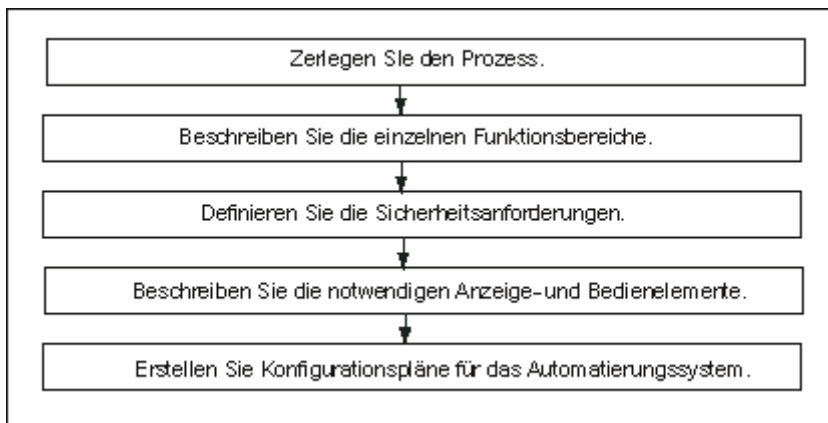 Zerlegen SIe den Prozess.
Beschreiben Sie die einzelnen Funktionsbereiche.
Definieren Sie die Sicherheitsanforderungen.
Beschreiben Sie die notwendigen Anzeige-und Bedienelemente.
Erstellen Sie Konfigurationspläne für das Automatierungssystem.